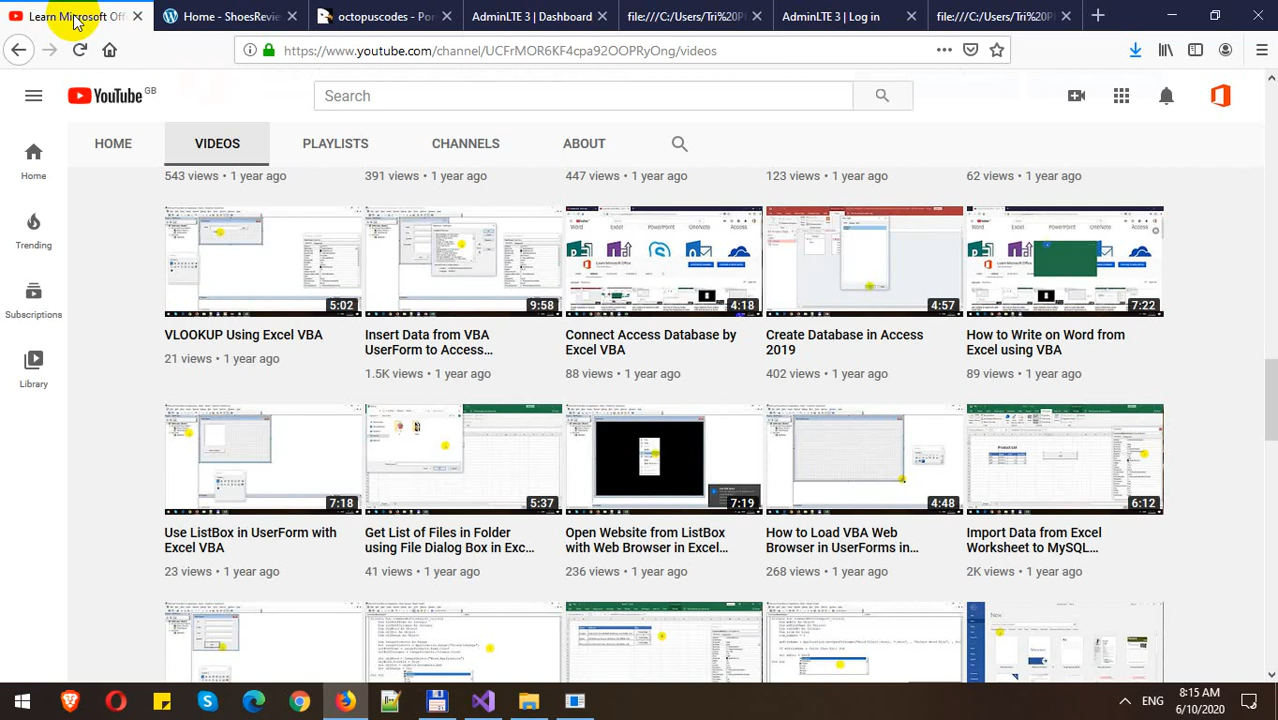 Learn Microsoft Off
Home - ShoesRevie
octopuscodes - Por
AdminLTE 3 | Dashboard
file:///C:/Users/Tri%20P
AdminLTE 3 | Log in
file:///C:/Users/Tri%20P
https://www.youtube.com/channel/UCFrMOR6KF4cpa92OOPRyOng/videos
YouTube GB
Search
HOME
VIDEOS
PLAYLISTS
CHANNELS
ABOUT
Home
Trending
Subscriptions
Library
543 views • 1 year ago
391 views • 1 year ago
447 views • 1 year ago
123 views • 1 year ago
62 views • 1 year ago
5:02
9:58
4:18
4:57
7:22
VLOOKUP Using Excel VBA
21 views • 1 year ago
Insert Data from VBA
UserForm to Access...
1.5K views • 1 year ago
Connect Access Database by
Excel VBA
88 views • 1 year ago
Create Database in Access
2019
402 views • 1 year ago
How to Write on Word from
Excel using VBA
89 views • 1 year ago
7:18
5:37
7:19
4:48
6:12
Use ListBox in UserForm with
Excel VBA
23 views • 1 year ago
Get List of Files in Folder
using File Dialog Box in Exc...
41 views • 1 year ago
Open Website from ListBox
with Web Browser in Excel...
236 views • 1 year ago
How to Load VBA Web
Browser in UserForms in...
268 views • 1 year ago
Import Data from Excel
Worksheet to MySQL...
2K views • 1 year ago
ENG
8:15 AM
6/10/2020